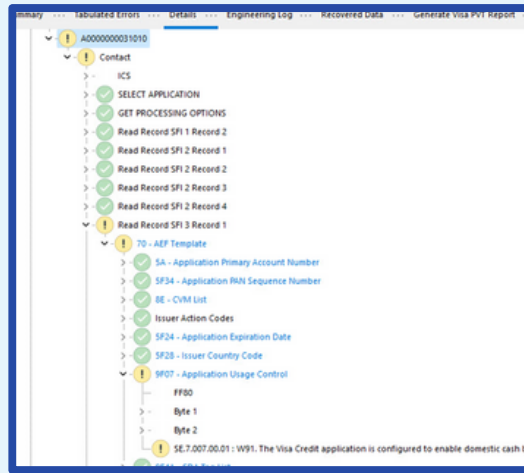 Summary ... Tabulated Errors ... Details ... Engineering Log ... Recovered Data ... Generate Visa PVT Report
A0000000031010
Contact
ICS
SELECT APPLICATION
GET PROCESSING OPTIONS
Read Record SFI 1 Record 2
Read Record SFI 2 Record 1
Read Record SFI 2 Record 2
Read Record SFI 2 Record 3
Read Record SFI 2 Record 4
Read Record SFI 3 Record 1
70 - AEF Template
5A - Application Primary Account Number
5F34 - Application PAN Sequence Number
8E - CVM List
Issuer Action Codes
5F24 - Application Expiration Date
5F28 - Issuer Country Code
9F07 - Application Usage Control
FF80
Byte 1
Byte 2
SE.7.007.00.01 : W91. The Visa Credit application is configured to enable domestic cash